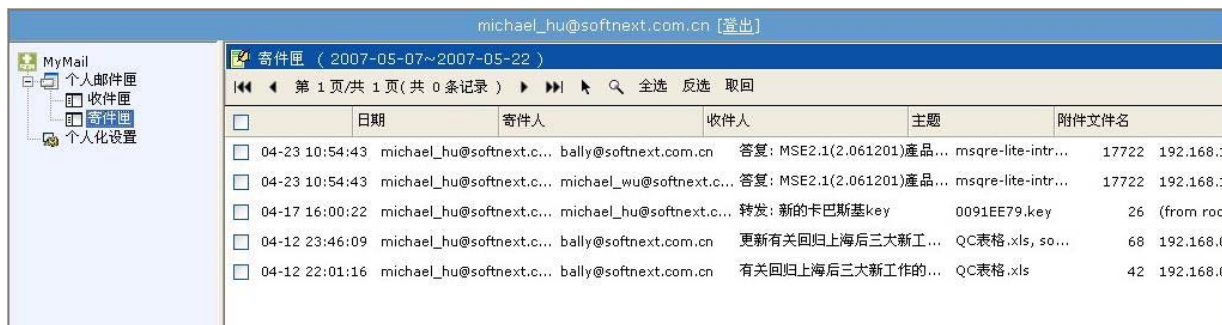 michael_hu@softnext.com.cn [登出]
MyMail
个人邮件匣
收件匣
寄件匣
个人化设置
寄件匣 ( 2007-05-07~2007-05-22 )
第 1 页/共 1 页( 共 0 条记录 ) 全选 反选 取回
日期 寄件人 收件人 主题 附件文件名
04-23 10:54:43 michael_hu@softnext.c... bally@softnext.com.cn 答复: MSE2.1(2.061201)產品... msqre-lite-intr... 17722 192.168.
04-23 10:54:43 michael_hu@softnext.c... michael_wu@softnext.c... 答复: MSE2.1(2.061201)產品... msqre-lite-intr... 17722 192.168.
04-17 16:00:22 michael_hu@softnext.c... michael_hu@softnext.c... 转发: 新的卡巴斯基key 0091EE79.key 26 (from roo
04-12 23:46:09 michael_hu@softnext.c... bally@softnext.com.cn 更新有关回归上海后三大新工... QC表格.xls, so... 68 192.168.
04-12 22:01:16 michael_hu@softnext.c... bally@softnext.com.cn 有关回归上海后三大新工作的... QC表格.xls 42 192.168.